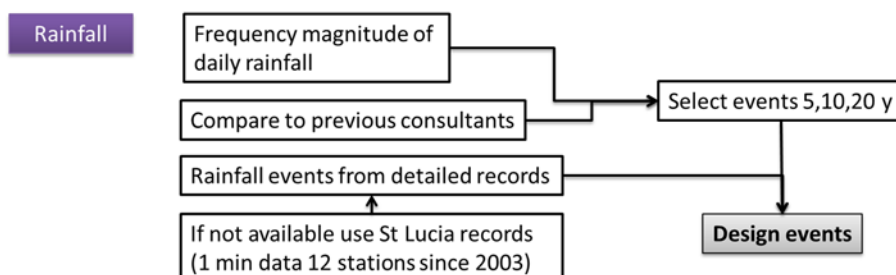 Rainfall
Frequency magnitude of
daily rainfall
Compare to previous consultants
Select events 5,10,20 y
Rainfall events from detailed records
If not available use St Lucia records
(1 min data 12 stations since 2003)
Design events